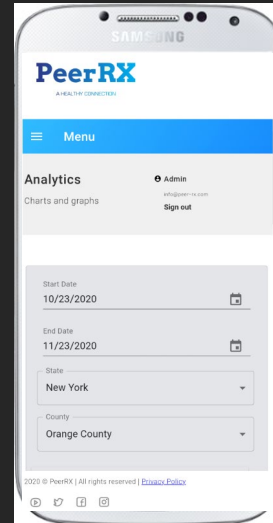 SAMSUNG
PeerRX
A HEALTHY CONNECTION
Menu
Analytics
Charts and graphs
Admin
info@peer-rx.com
Sign out
Start Date
10/23/2020
End Date
11/23/2020
State
New York
County
Orange County
2020 © PeerRX | All rights reserved | Privacy Policy